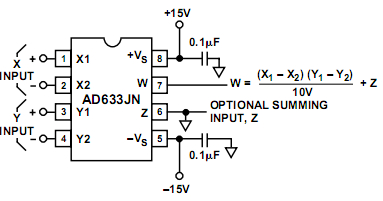 +15V
0.1µF
X
INPUT
+
–
1 X1
+VS 8
2 X2
W 7
W = (X1 – X2) (Y1 – Y2) / 10V + Z
AD633JN
Y
INPUT
+
–
3 Y1
Z 6
OPTIONAL SUMMING
INPUT, Z
4 Y2
–VS 5
0.1µF
–15V